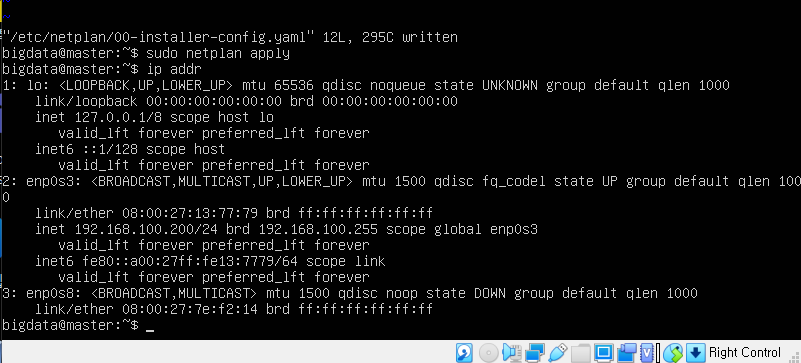 ~
"/etc/netplan/00-installer-config.yaml" 12L, 295C written
bigdata@master:~$ sudo netplan apply
bigdata@master:~$ ip addr
1: lo: <LOOPBACK,UP,LOWER_UP> mtu 65536 qdisc noqueue state UNKNOWN group default qlen 1000
    link/loopback 00:00:00:00:00:00 brd 00:00:00:00:00:00
    inet 127.0.0.1/8 scope host lo
       valid_lft forever preferred_lft forever
    inet6 ::1/128 scope host
       valid_lft forever preferred_lft forever
2: enp0s3: <BROADCAST,MULTICAST,UP,LOWER_UP> mtu 1500 qdisc fq_codel state UP group default qlen 100
0
    link/ether 08:00:27:13:77:79 brd ff:ff:ff:ff:ff:ff
    inet 192.168.100.200/24 brd 192.168.100.255 scope global enp0s3
       valid_lft forever preferred_lft forever
    inet6 fe80::a00:27ff:fe13:7779/64 scope link
       valid_lft forever preferred_lft forever
3: enp0s8: <BROADCAST,MULTICAST> mtu 1500 qdisc noop state DOWN group default qlen 1000
    link/ether 08:00:27:7e:f2:14 brd ff:ff:ff:ff:ff:ff
bigdata@master:~$ _
Right Control